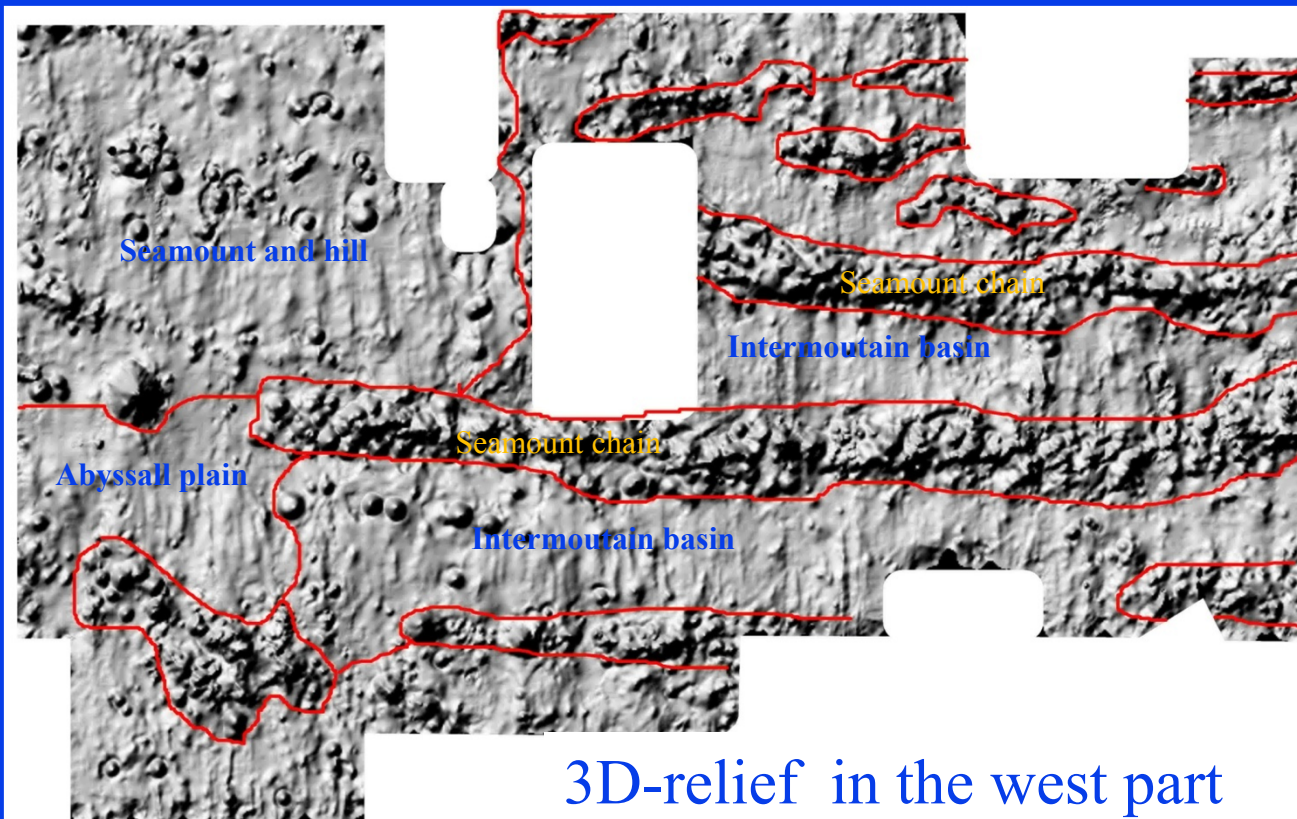 Seamount and hill
Seamount chain
Intermoutain basin
Seamount chain
Abyssall plain
Intermoutain basin
3D-relief in the west part